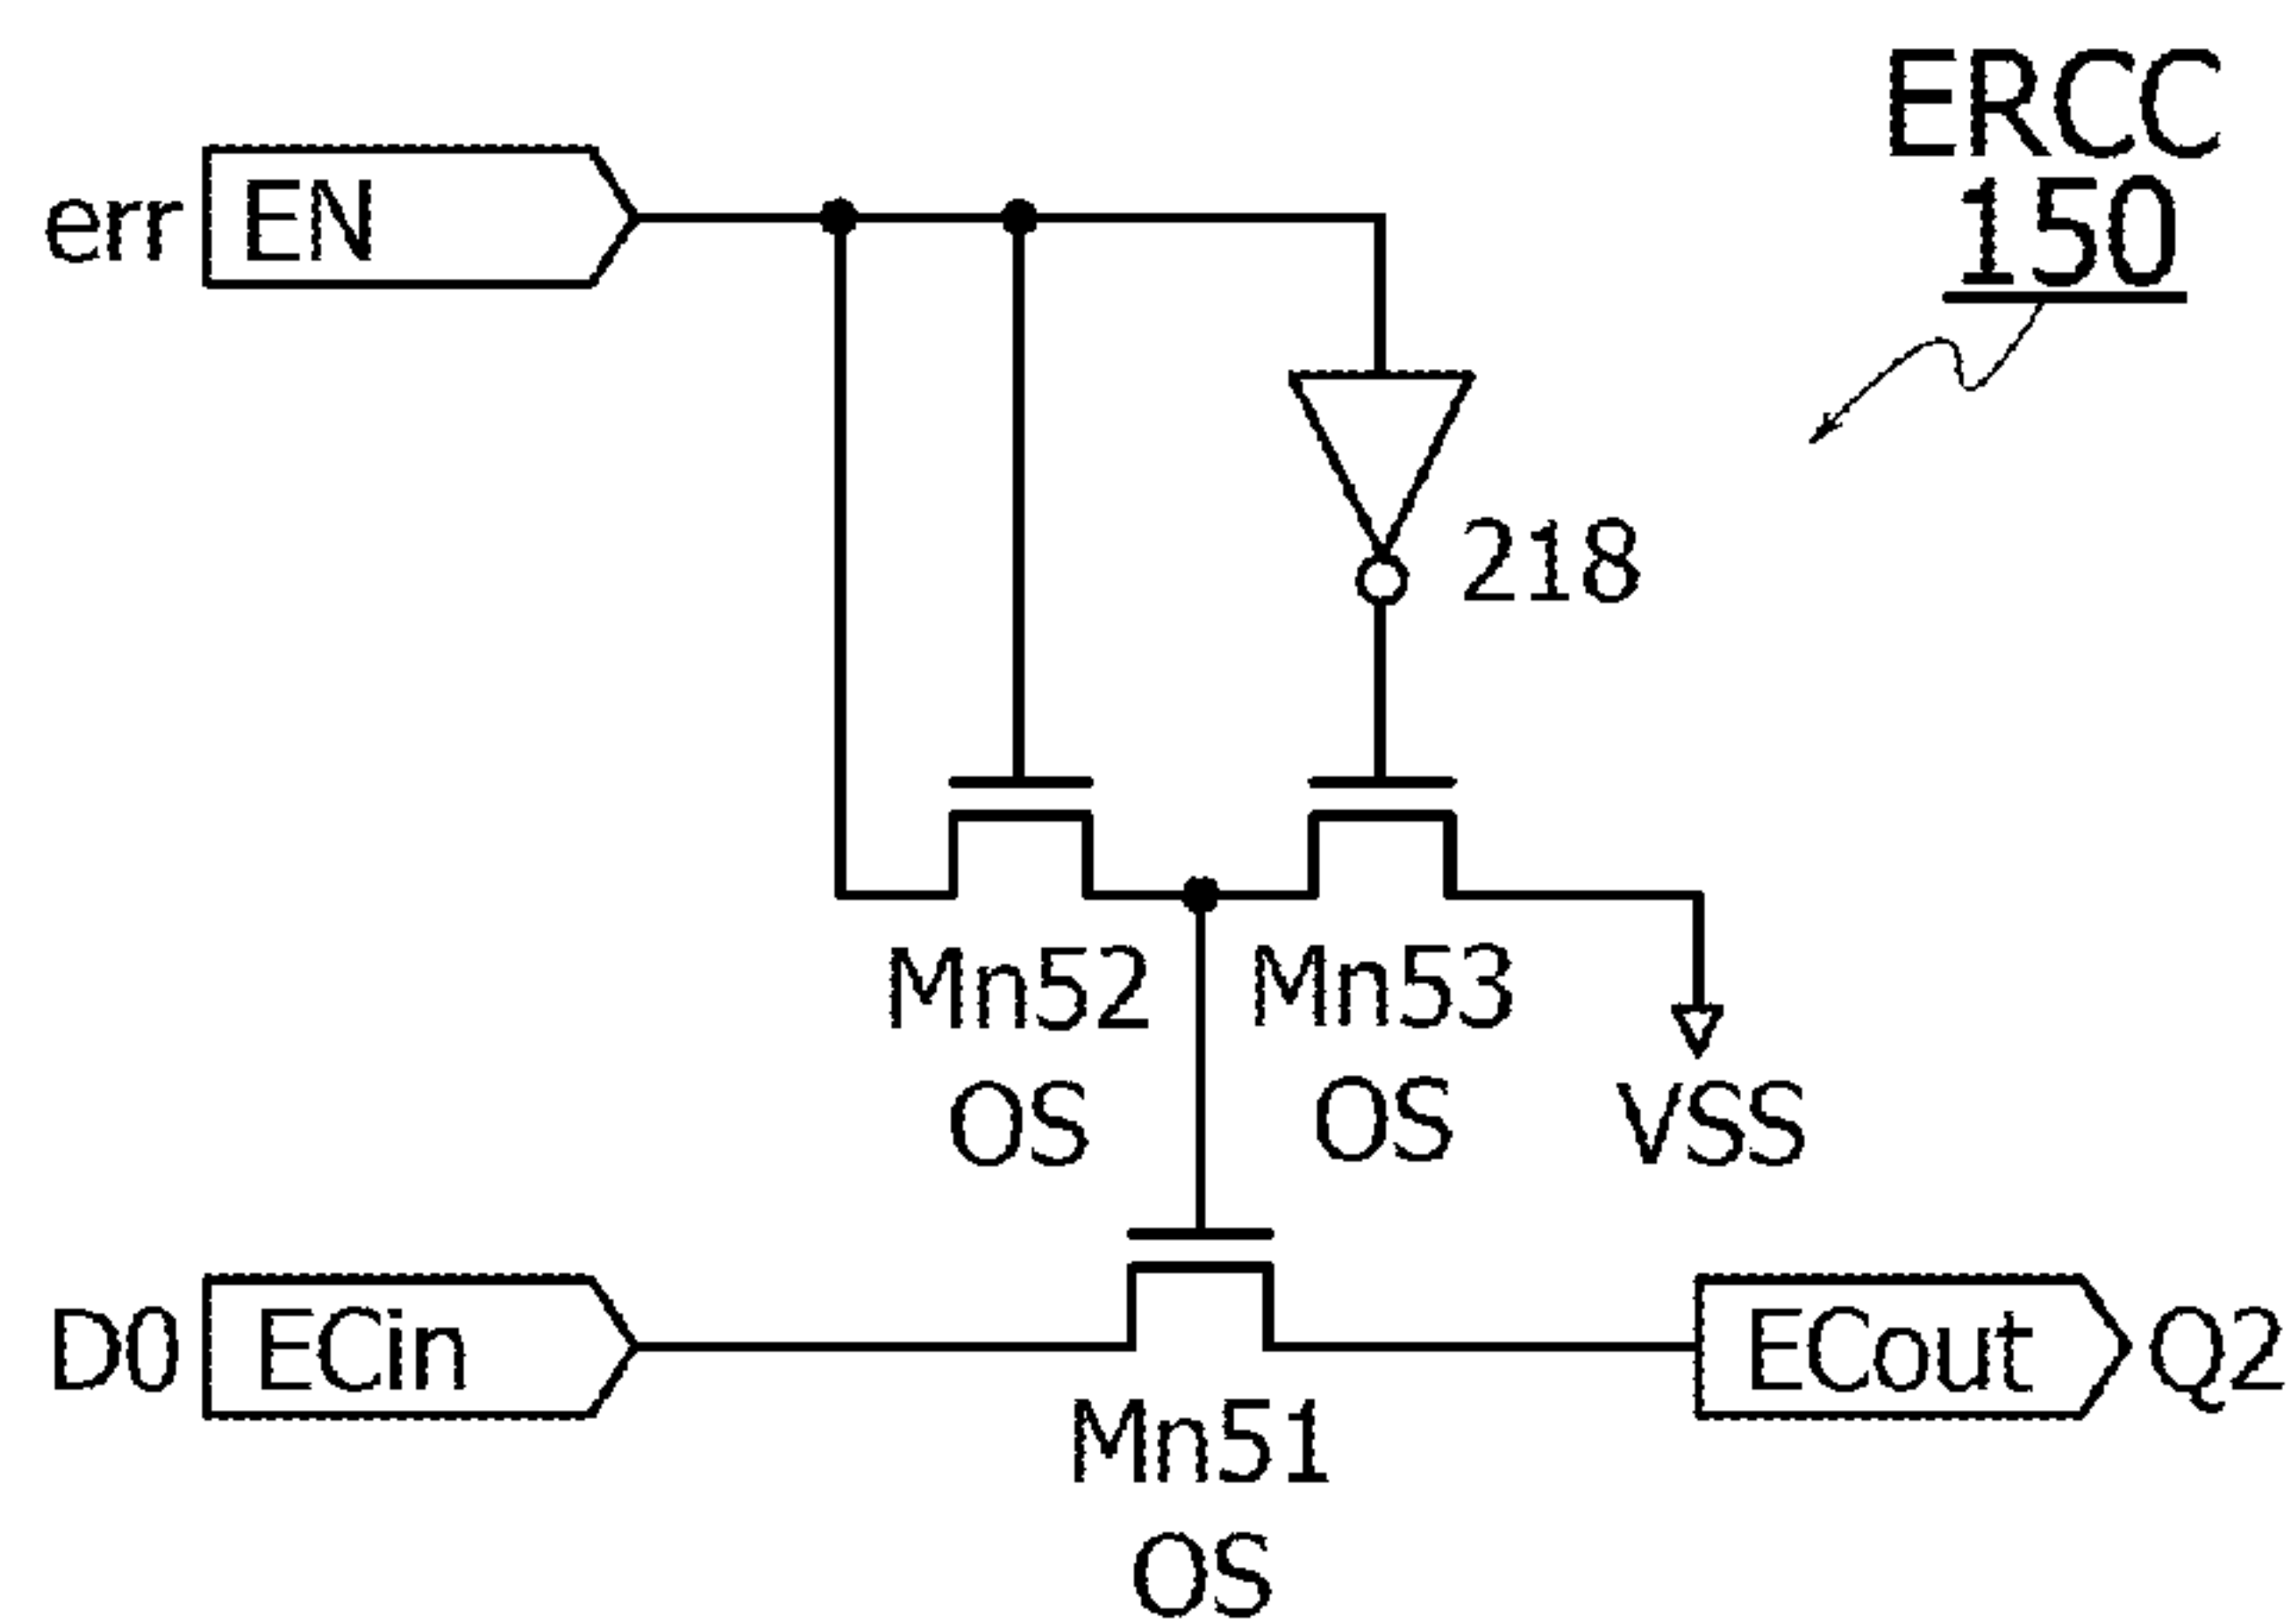 ERCC
150
err EN
218
Mn52 Mn53
OS OS VSS
D0 ECin ECout Q2
Mn51
OS